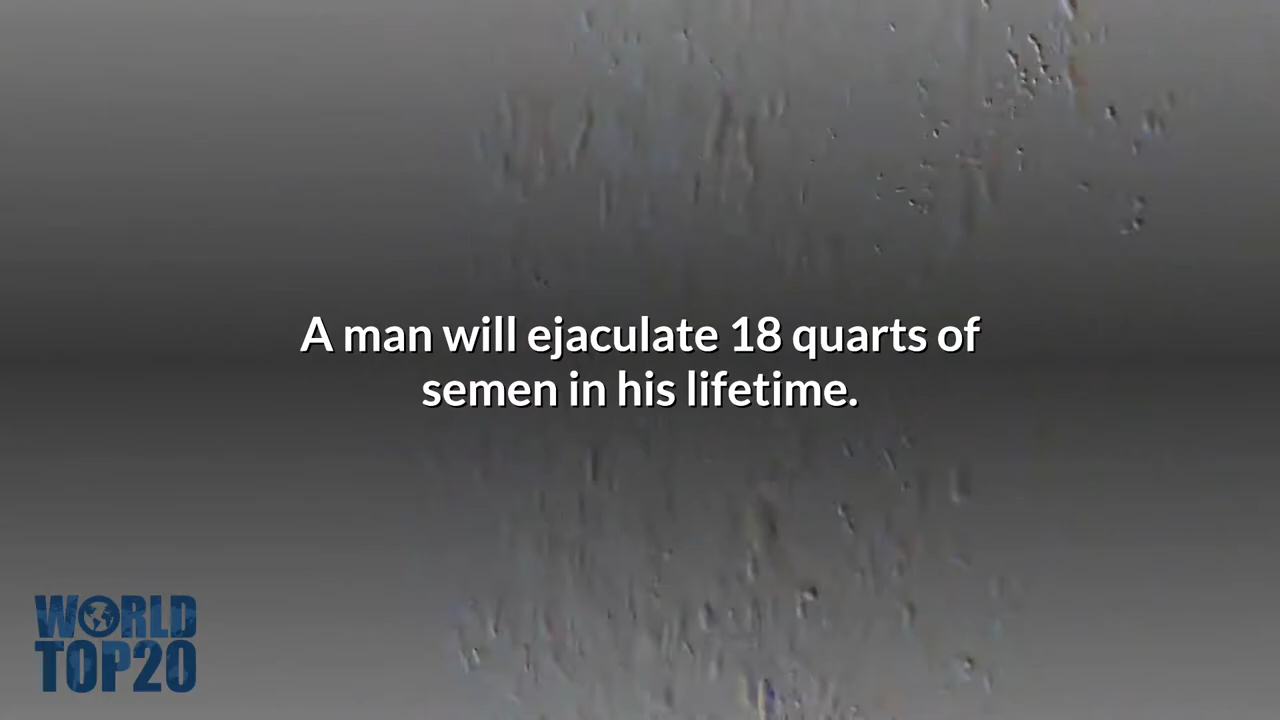 A man will ejaculate 18 quarts of
semen in his lifetime.
WORLD
TOP20